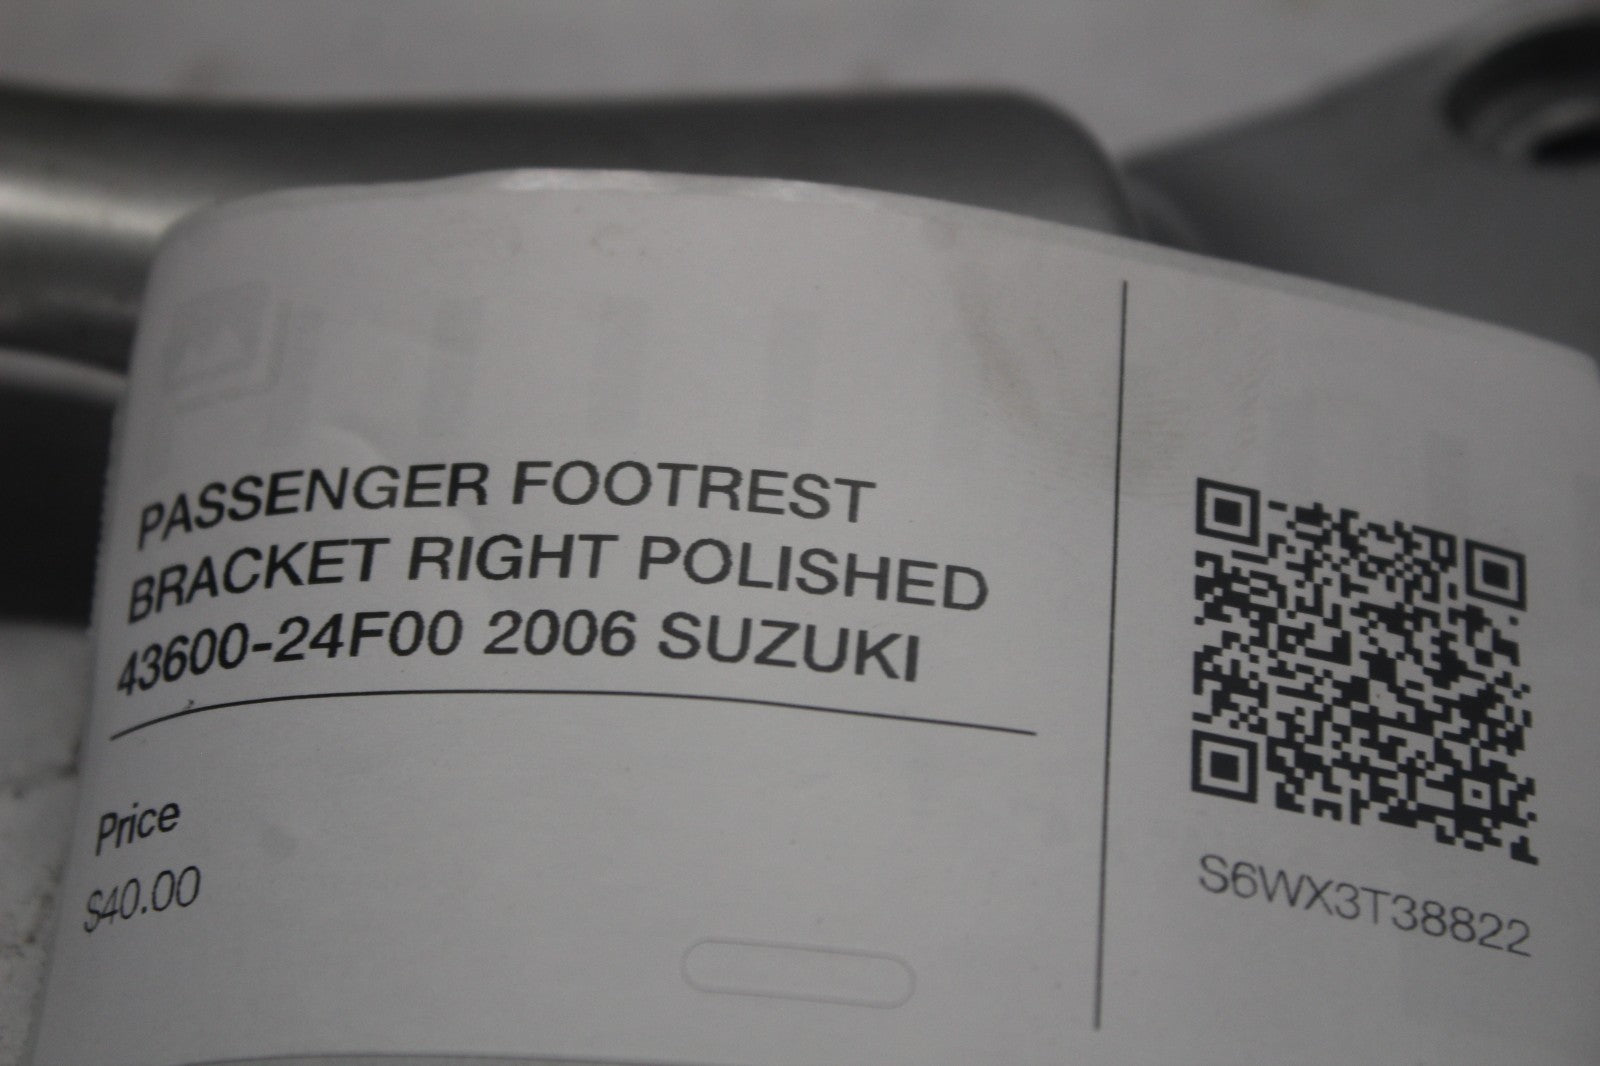 PASSENGER FOOTREST
BRACKET RIGHT POLISHED
43600-24F00 2006 SUZUKI
Price
$40.00
S6WX3T38822